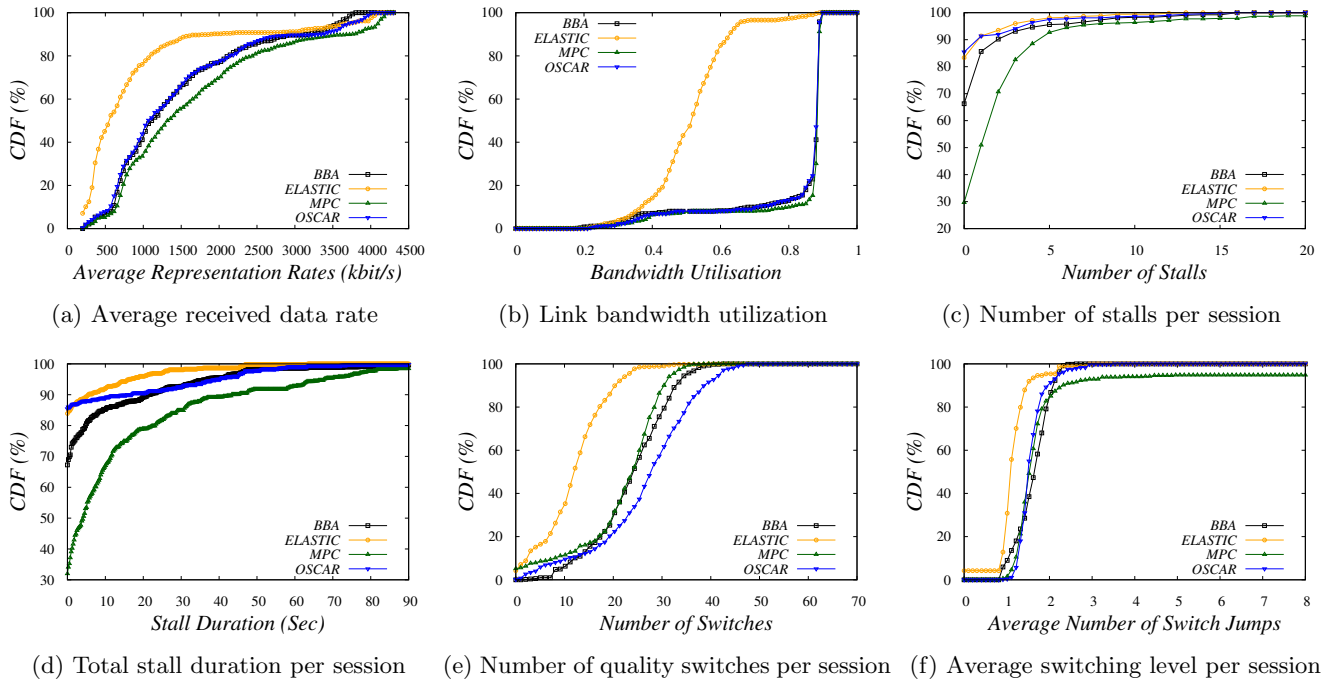 CDF (%)
100
80
60
40
20
0
0 500 1000 1500 2000 2500 3000 3500 4000 4500
Average Representation Rates (kbit/s)
BBA
ELASTIC
MPC
OSCAR
(a) Average received data rate
CDF (%)
100
80
60
40
20
0
0 0.2 0.4 0.6 0.8 1
Bandwidth Utilisation
BBA
ELASTIC
MPC
OSCAR
(b) Link bandwidth utilization
CDF (%)
100
90
80
70
60
50
40
30
20
0 5 10 15 20
Number of Stalls
BBA
ELASTIC
MPC
OSCAR
(c) Number of stalls per session
CDF (%)
100
90
80
70
60
50
40
30
0 10 20 30 40 50 60 70 80 90
Stall Duration (Sec)
BBA
ELASTIC
MPC
OSCAR
(d) Total stall duration per session
CDF (%)
100
80
60
40
20
0
0 10 20 30 40 50 60 70
Number of Switches
BBA
ELASTIC
MPC
OSCAR
(e) Number of quality switches per session
CDF (%)
100
80
60
40
20
0
0 1 2 3 4 5 6 7 8
Average Number of Switch Jumps
BBA
ELASTIC
MPC
OSCAR
(f) Average switching level per session